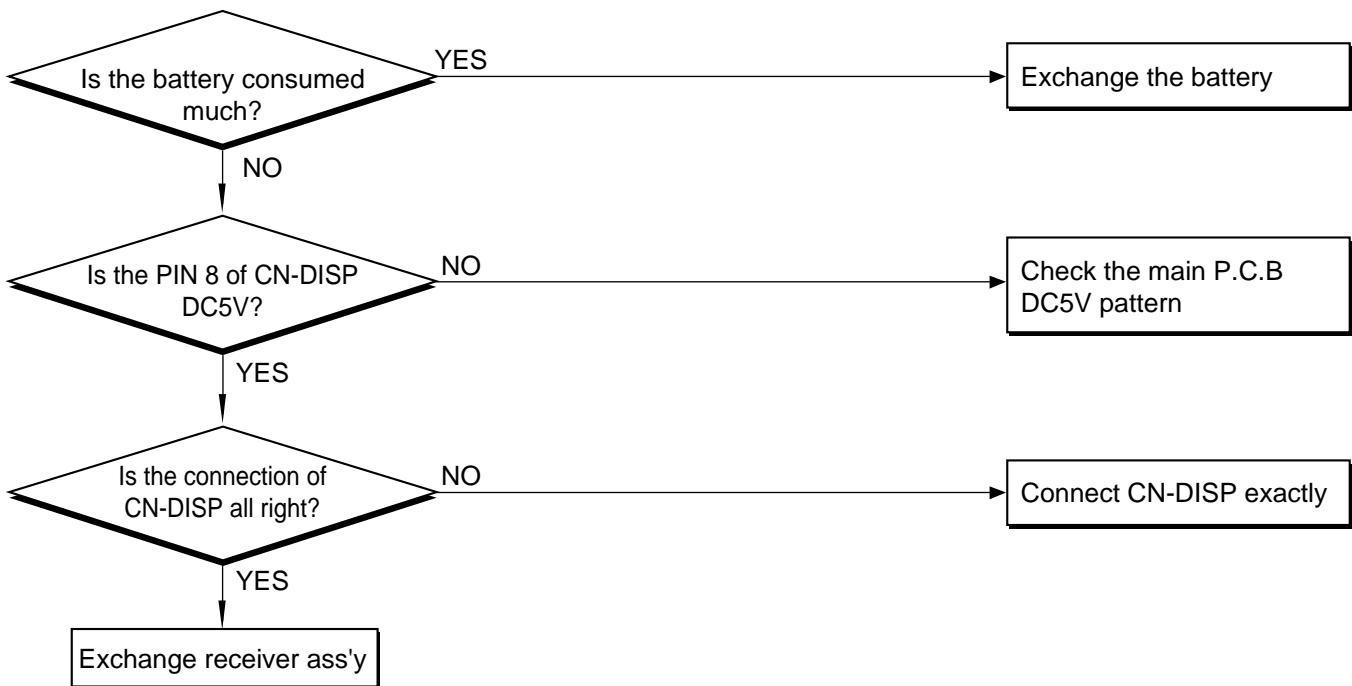 Is the battery consumed
much?
YES
Exchange the battery
NO
Is the PIN 8 of CN-DISP
DC5V?
NO
Check the main P.C.B
DC5V pattern
YES
Is the connection of
CN-DISP all right?
NO
Connect CN-DISP exactly
YES
Exchange receiver ass'y